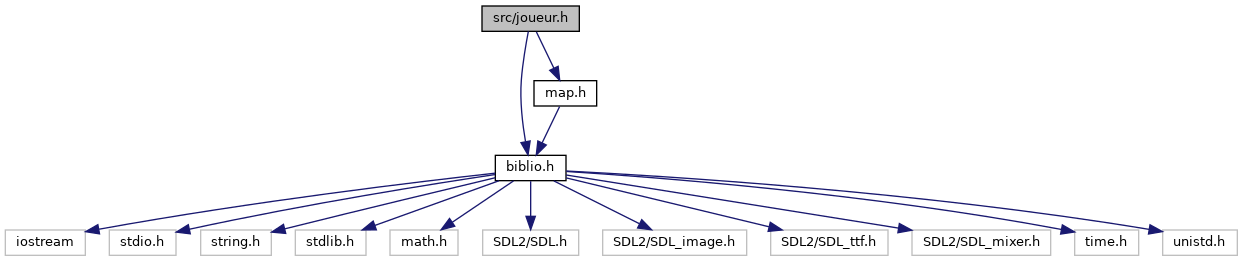 src/joueur.h
map.h
biblio.h
iostream
stdio.h
string.h
stdlib.h
math.h
SDL2/SDL.h
SDL2/SDL_image.h
SDL2/SDL_ttf.h
SDL2/SDL_mixer.h
time.h
unistd.h